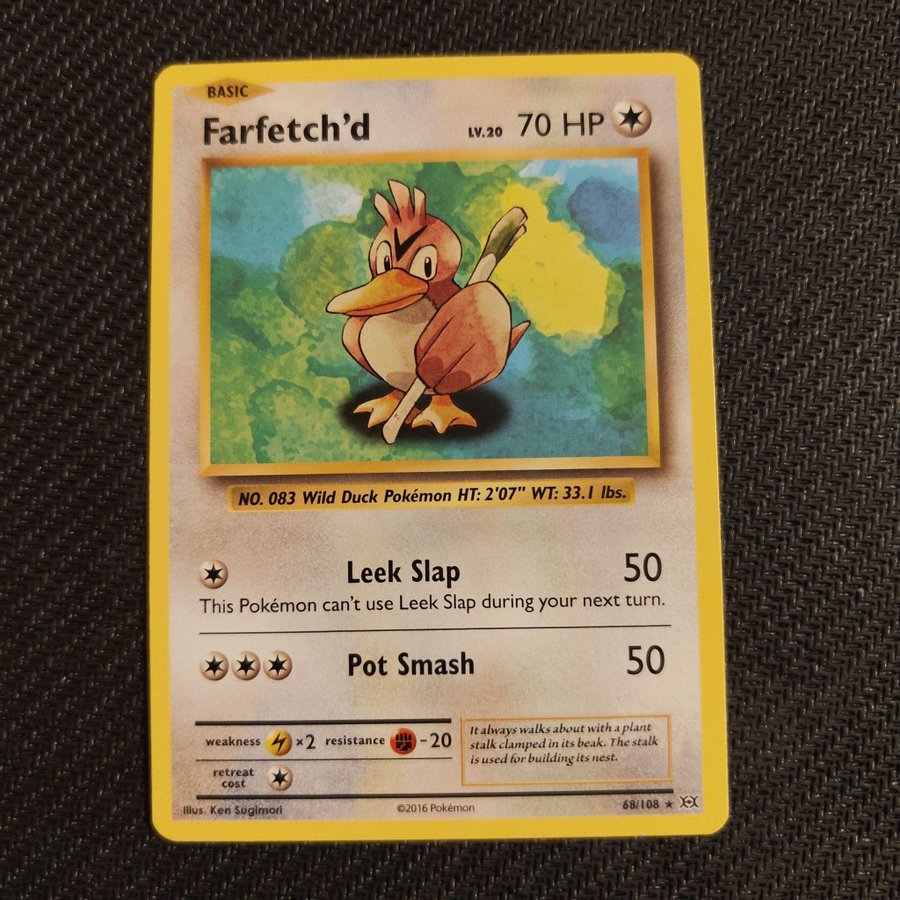 BASIC
Farfetch'd LV.20 70 HP
NO. 083 Wild Duck Pokémon HT: 2'07" WT: 33.1 lbs.
Leek Slap 50
This Pokémon can't use Leek Slap during your next turn.
Pot Smash 50
weakness ×2 resistance -20
retreat
cost
It always walks about with a plant
stalk clamped in its beak. The stalk
is used for building its nest.
Illus. Ken Sugimori ©2016 Pokémon 68/108 ★